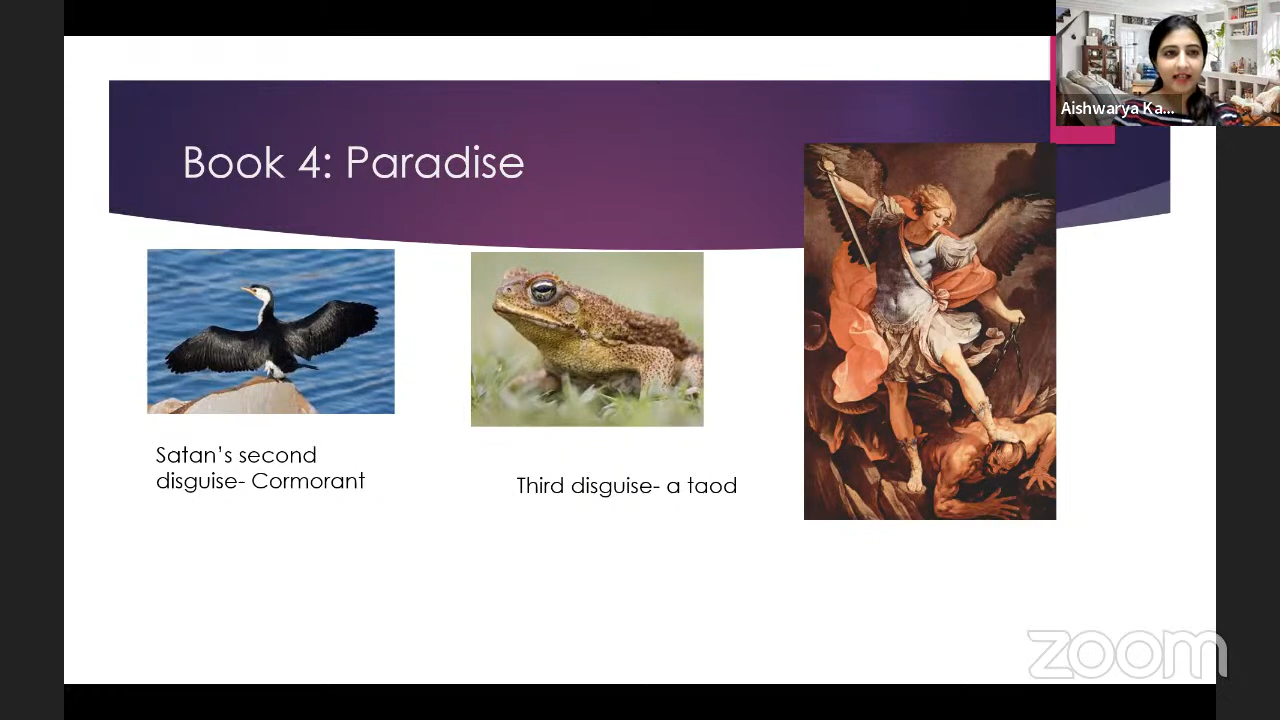 Aishwarya Ka...
Book 4: Paradise
Satan's second
disguise- Cormorant
Third disguise- a taod
zoom